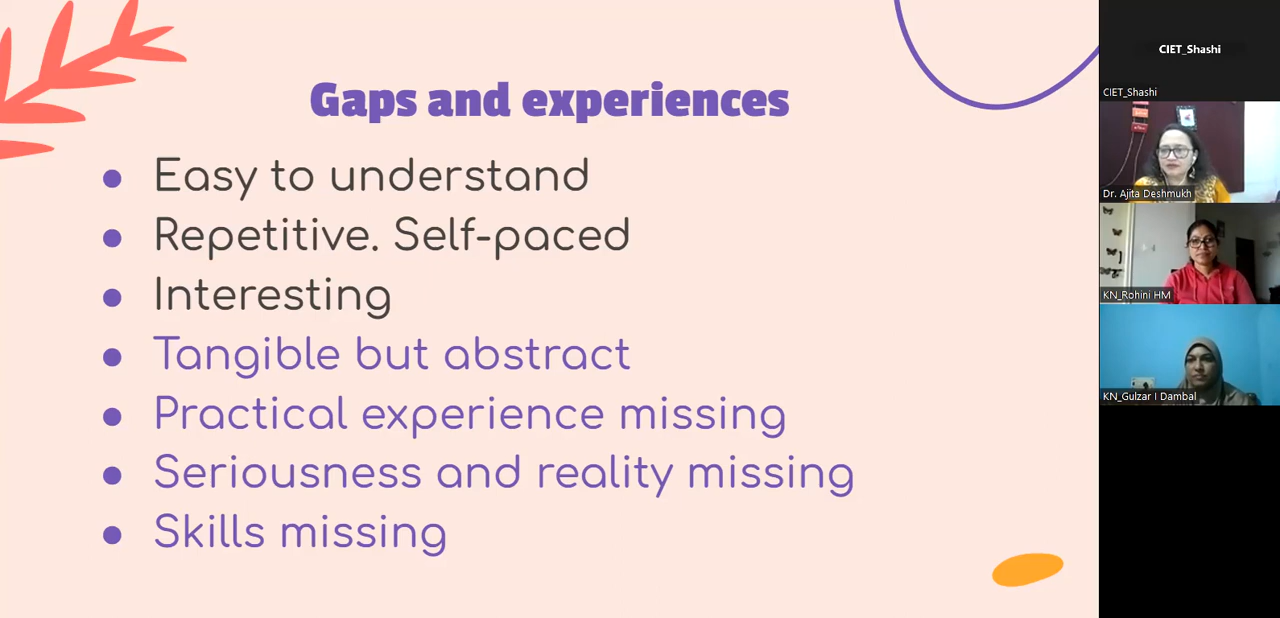 Gaps and experiences
Easy to understand
Repetitive. Self-paced
Interesting
Tangible but abstract
Practical experience missing
Seriousness and reality missing
Skills missing
CIET_Shashi
CIET_Shashi
Dr. Ajita Deshmukh
KN_Rohini HM
KN_Gulzar I Dambal